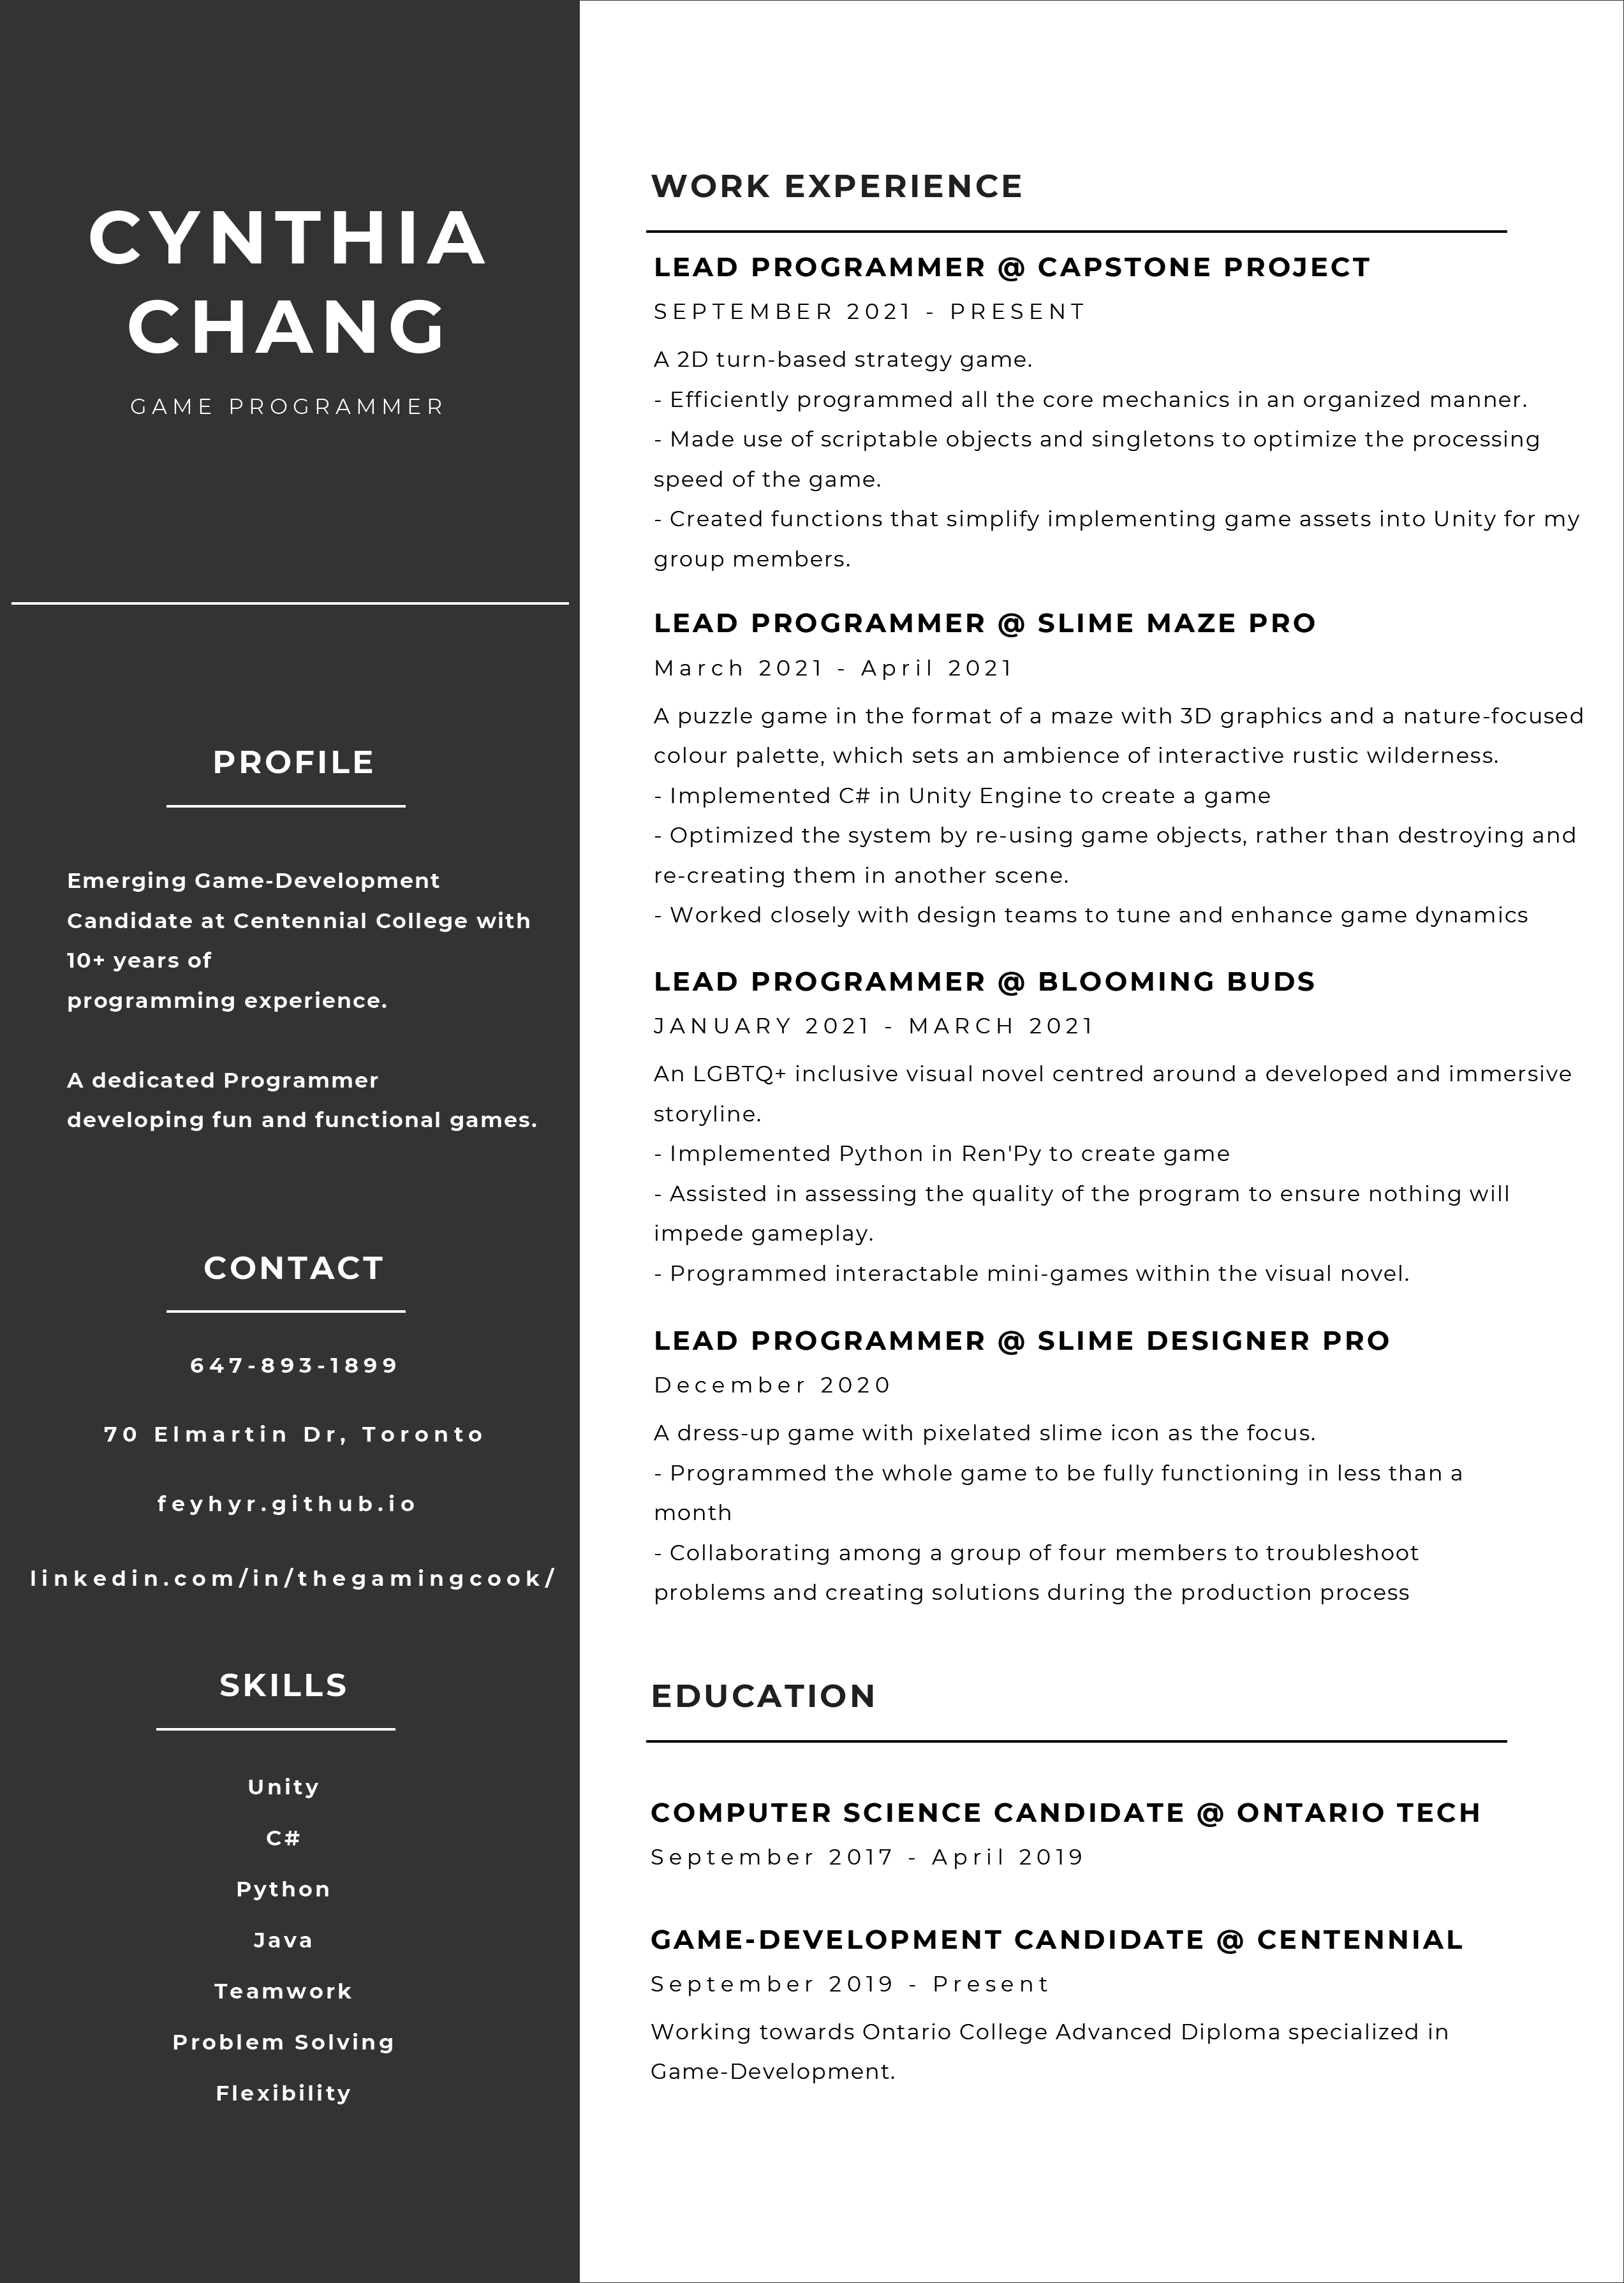 CYNTHIA
CHANG
GAME PROGRAMMER
PROFILE
Emerging Game-Development
Candidate at Centennial College with
10+ years of
programming experience.
A dedicated Programmer
developing fun and functional games.
CONTACT
647-893-1899
70 Elmartin Dr, Toronto
feyhyr.github.io
linkedin.com/in/thegamingcook/
SKILLS
Unity
C#
Python
Java
Teamwork
Problem Solving
Flexibility
WORK EXPERIENCE
LEAD PROGRAMMER @ CAPSTONE PROJECT
SEPTEMBER 2021 - PRESENT
A 2D turn-based strategy game.
- Efficiently programmed all the core mechanics in an organized manner.
- Made use of scriptable objects and singletons to optimize the processing
speed of the game.
- Created functions that simplify implementing game assets into Unity for my
group members.
LEAD PROGRAMMER @ SLIME MAZE PRO
March 2021 - April 2021
A puzzle game in the format of a maze with 3D graphics and a nature-focused
colour palette, which sets an ambience of interactive rustic wilderness.
- Implemented C# in Unity Engine to create a game
- Optimized the system by re-using game objects, rather than destroying and
re-creating them in another scene.
- Worked closely with design teams to tune and enhance game dynamics
LEAD PROGRAMMER @ BLOOMING BUDS
JANUARY 2021 - MARCH 2021
An LGBTQ+ inclusive visual novel centred around a developed and immersive
storyline.
- Implemented Python in Ren'Py to create game
- Assisted in assessing the quality of the program to ensure nothing will
impede gameplay.
- Programmed interactable mini-games within the visual novel.
LEAD PROGRAMMER @ SLIME DESIGNER PRO
December 2020
A dress-up game with pixelated slime icon as the focus.
- Programmed the whole game to be fully functioning in less than a
month
- Collaborating among a group of four members to troubleshoot
problems and creating solutions during the production process
EDUCATION
COMPUTER SCIENCE CANDIDATE @ ONTARIO TECH
September 2017 - April 2019
GAME-DEVELOPMENT CANDIDATE @ CENTENNIAL
September 2019 - Present
Working towards Ontario College Advanced Diploma specialized in
Game-Development.